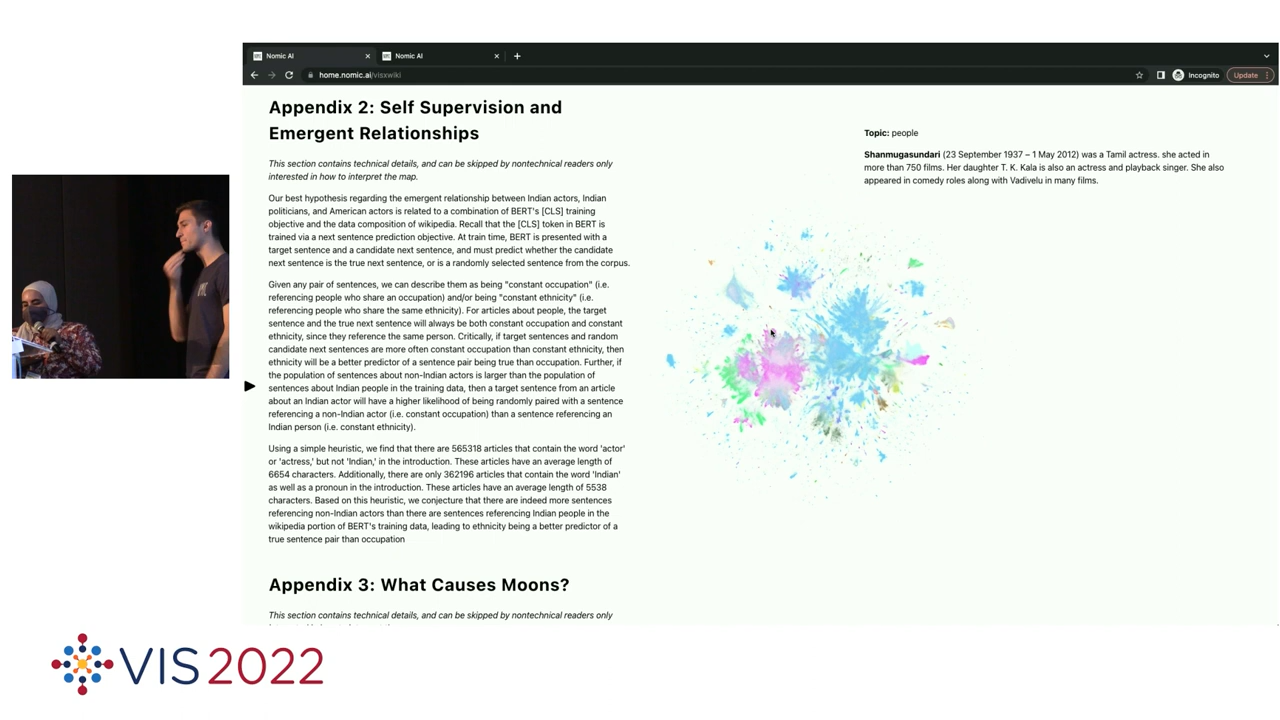 Nomic AI
Nomic AI
home.nomic.ai/visxwiki
Incognito
Update
Appendix 2: Self Supervision and
Emergent Relationships
This section contains technical details, and can be skipped by nontechnical readers only
interested in how to interpret the map.
Our best hypothesis regarding the emergent relationship between Indian actors, Indian
politicians, and American actors is related to a combination of BERT's [CLS] training
objective and the data composition of wikipedia. Recall that the [CLS] token in BERT is
trained via a next sentence prediction objective. At train time, BERT is presented with a
target sentence and a candidate next sentence, and must predict whether the candidate
next sentence is the true next sentence, or is a randomly selected sentence from the corpus.
Given any pair of sentences, we can describe them as being "constant occupation" (i.e.
referencing people who share an occupation) and/or being "constant ethnicity" (i.e.
referencing people who share the same ethnicity). For articles about people, the target
sentence and the true next sentence will always be both constant occupation and constant
ethnicity, since they reference the same person. Critically, if target sentences and random
candidate next sentences are more often constant occupation than constant ethnicity, then
ethnicity will be a better predictor of a sentence pair being true than occupation. Further, if
the population of sentences about non-Indian actors is larger than the population of
sentences about Indian people in the training data, then a target sentence from an article
about an Indian actor will have a higher likelihood of being randomly paired with a sentence
referencing a non-Indian actor (i.e. constant occupation) than a sentence referencing an
Indian person (i.e. constant ethnicity).
Using a simple heuristic, we find that there are 565318 articles that contain the word 'actor'
or 'actress,' but not 'Indian,' in the introduction. These articles have an average length of
6654 characters. Additionally, there are only 362196 articles that contain the word 'Indian'
as well as a pronoun in the introduction. These articles have an average length of 5538
characters. Based on this heuristic, we conjecture that there are indeed more sentences
referencing non-Indian actors than there are sentences referencing Indian people in the
wikipedia portion of BERT's training data, leading to ethnicity being a better predictor of a
true sentence pair than occupation
Appendix 3: What Causes Moons?
This section contains technical details, and can be skipped by nontechnical readers only
Topic: people
Shanmugasundari (23 September 1937 – 1 May 2012) was a Tamil actress. she acted in
more than 750 films. Her daughter T. K. Kala is also an actress and playback singer. She also
appeared in comedy roles along with Vadivelu in many films.
VIS2022